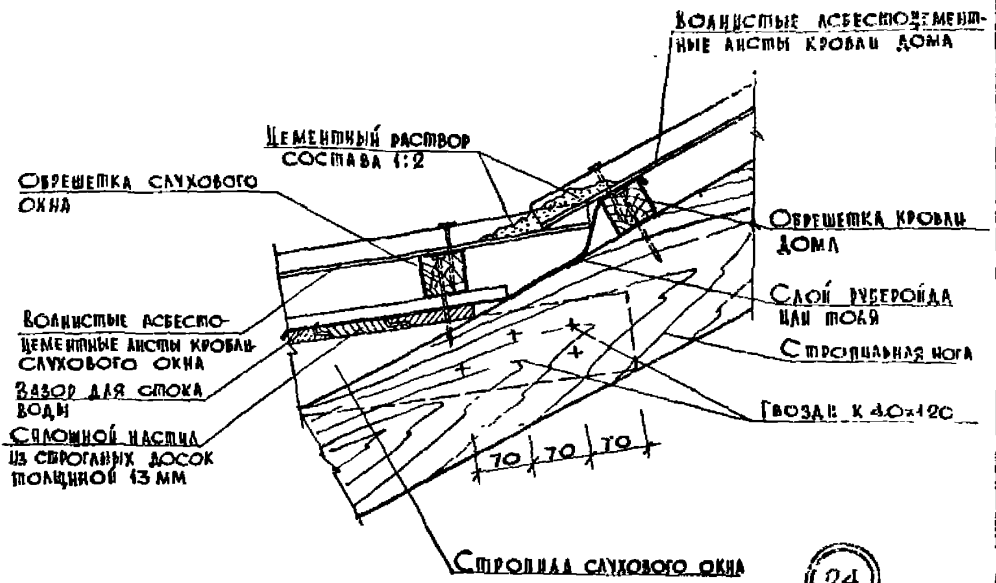 Волнистые асбестоцемент-
ные листы кровли дома
Цементный раствор
состава 1:2
Обрешетка слухового
окна
Обрешетка кровли
дома
Слой рубероида
или толя
Волнистые асбесто-
цементные листы кровли
слухового окна
Стропильная нога
Зазор для стока
воды
Гвозди К 4.0×120
Сплошной настил
из строганых досок
толщиной 13 мм
70 70 70
Стропила слухового окна
24